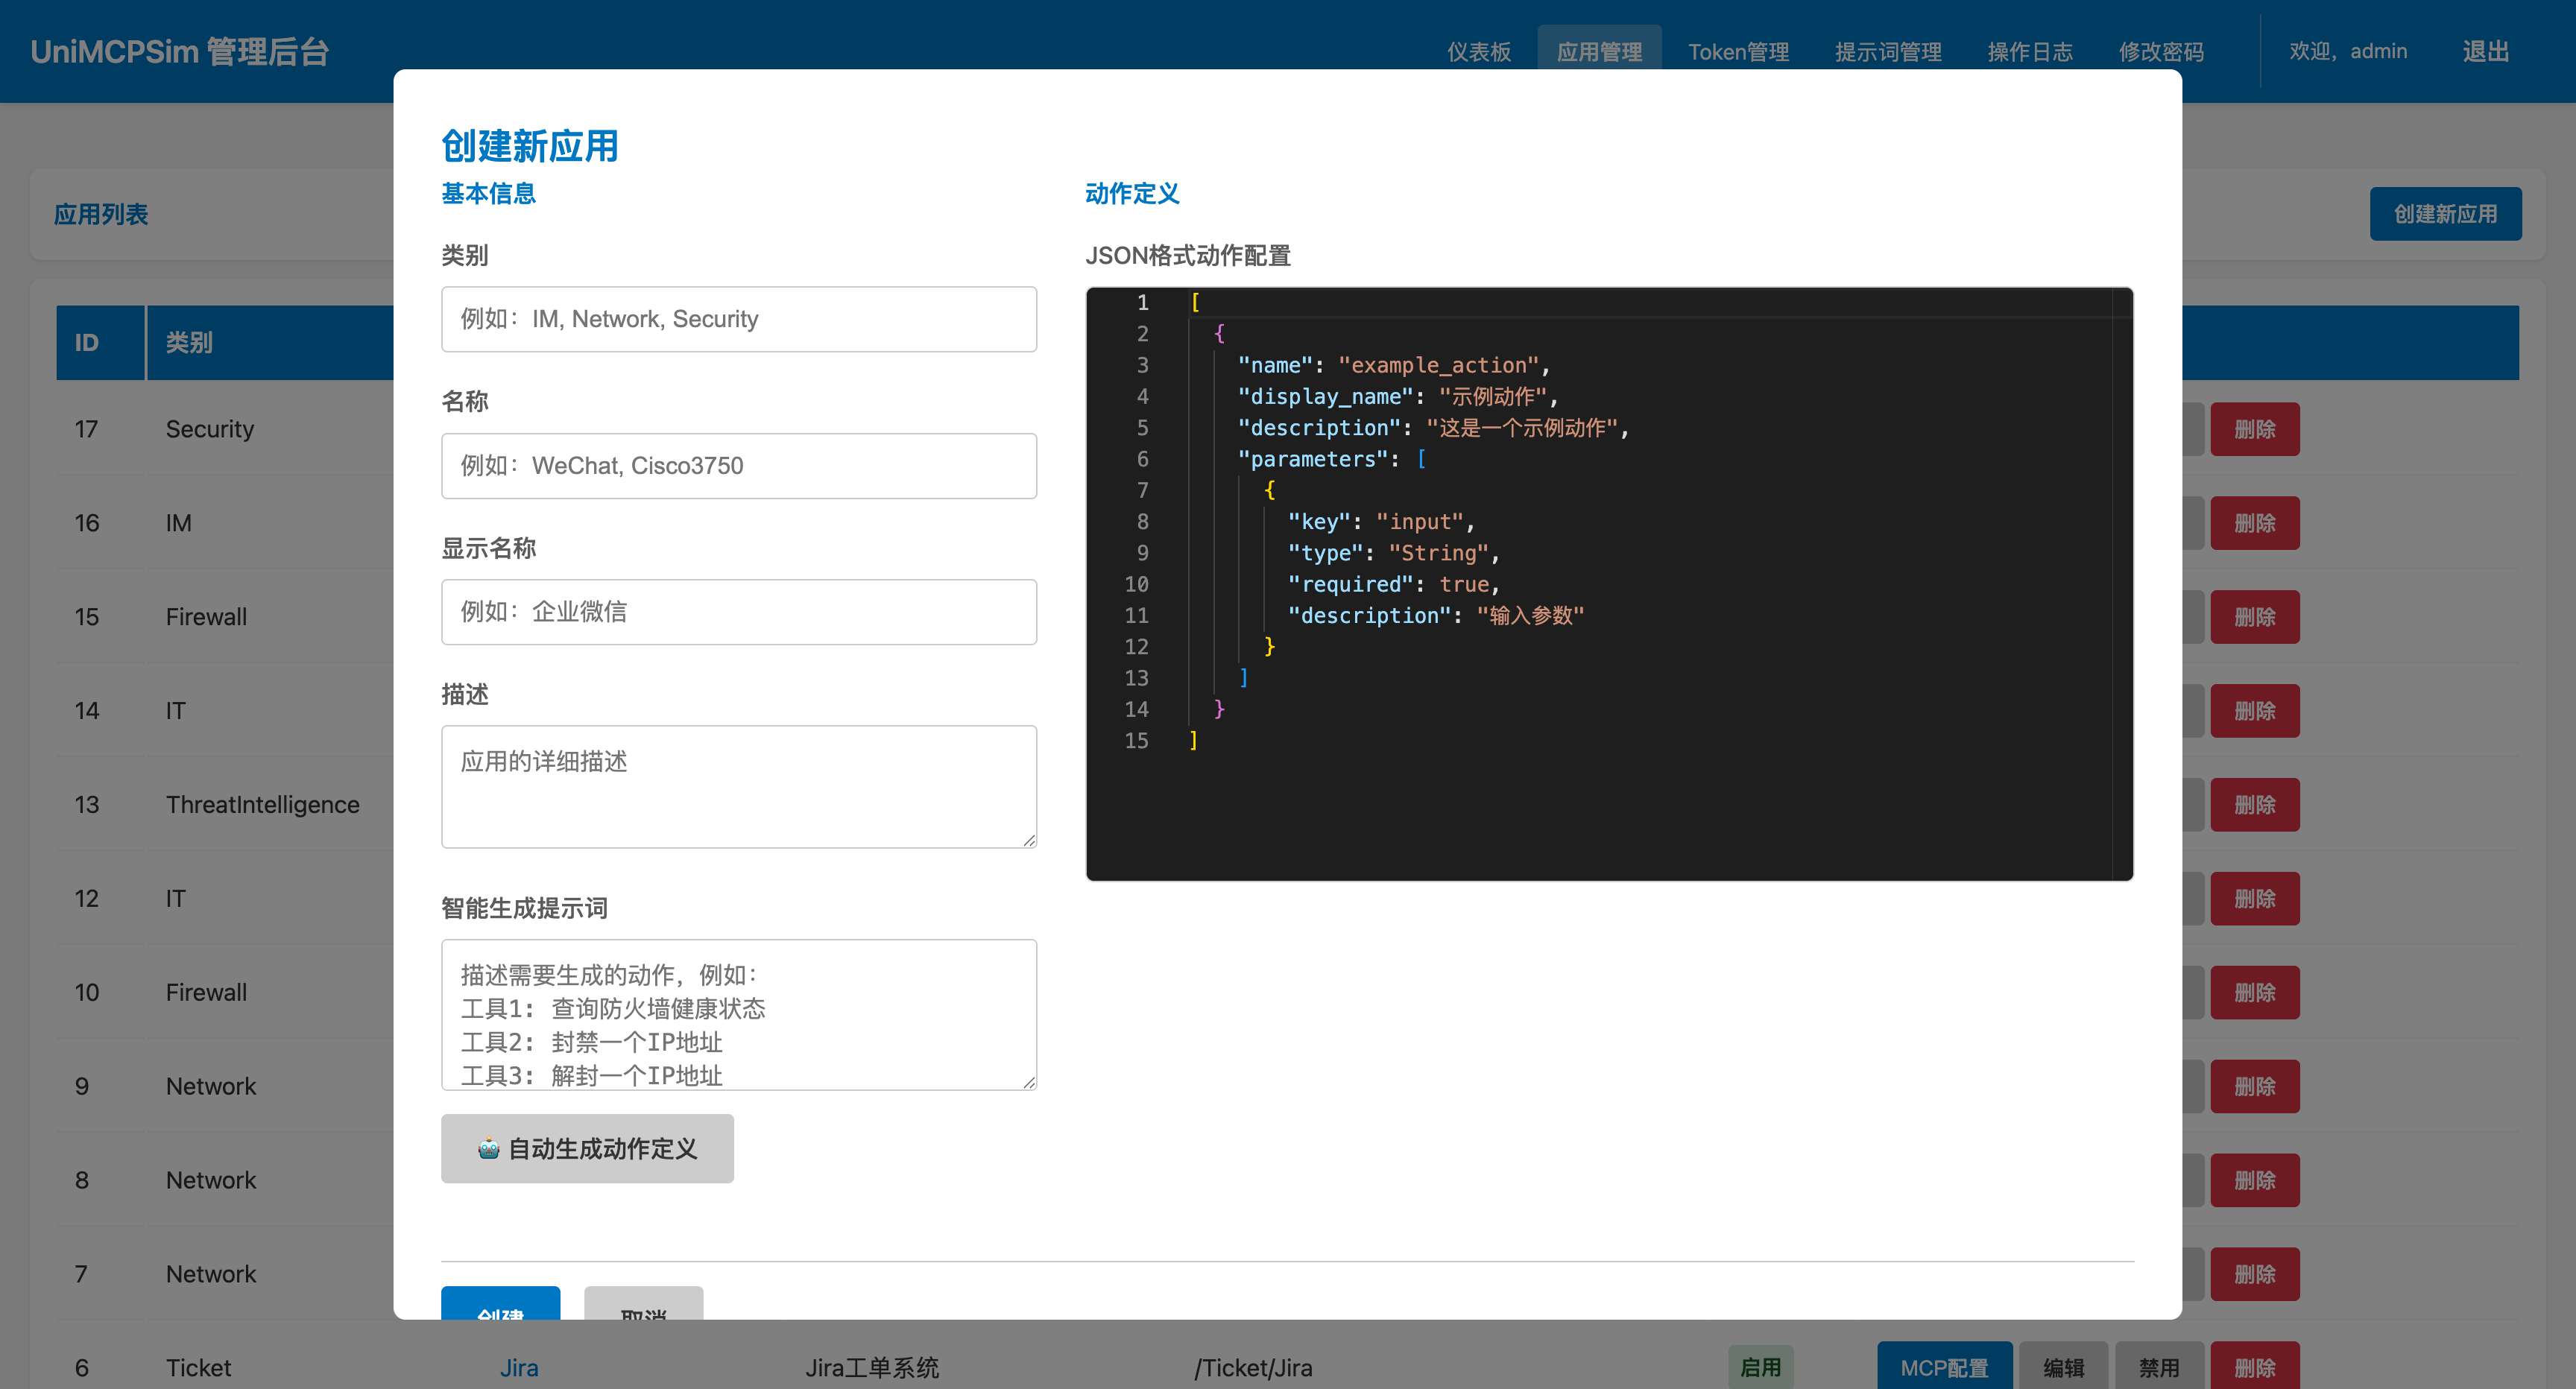 UniMCPSim 管理后台
仪表板 应用管理 Token管理 提示词管理 操作日志 修改密码 欢迎，admin 退出
应用列表
创建新应用
ID 类别
17 Security 删除
16 IM 删除
15 Firewall 删除
14 IT 删除
13 ThreatIntelligence 删除
12 IT 删除
10 Firewall 删除
9 Network 删除
8 Network 删除
7 Network 删除
6 Ticket Jira Jira工单系统 /Ticket/Jira 启用 MCP配置 编辑 禁用 删除
创建新应用
基本信息
类别
例如：IM, Network, Security
名称
例如：WeChat, Cisco3750
显示名称
例如：企业微信
描述
应用的详细描述
智能生成提示词
描述需要生成的动作，例如：
工具1: 查询防火墙健康状态
工具2: 封禁一个IP地址
工具3: 解封一个IP地址
🤖 自动生成动作定义
动作定义
JSON格式动作配置
1 [
2 {
3 "name": "example_action",
4 "display_name": "示例动作",
5 "description": "这是一个示例动作",
6 "parameters": [
7 {
8 "key": "input",
9 "type": "String",
10 "required": true,
11 "description": "输入参数"
12 }
13 ]
14 }
15 ]
创建 取消